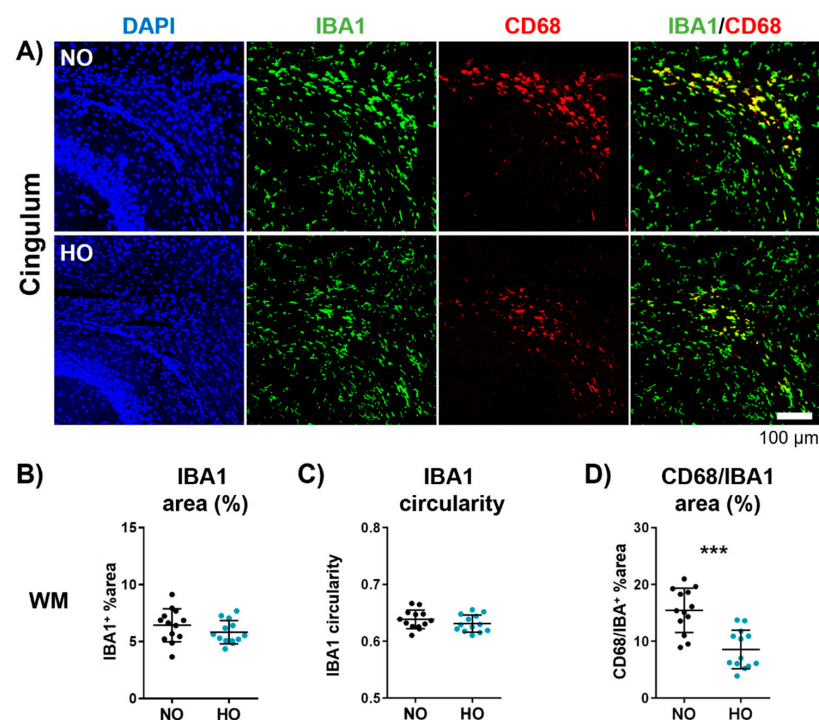 DAPI IBA1 CD68 IBA1/CD68
A)
NO
HO
Cingulum
100 µm
B) IBA1 area (%)
15
10
5
0
IBA1⁺ %area
NO HO
WM
C) IBA1 circularity
0.8
0.7
0.6
0.5
IBA1 circularity
NO HO
D) CD68/IBA1 area (%)
30
20
10
0
CD68/IBA⁺ %area
***
NO HO